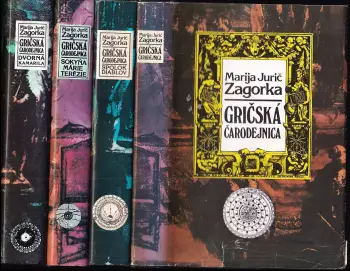 Marija Jurić
Zagorka
GRIČSKÁ
ČARODEJNICA
DVORNÁ
KAMARILA
Marija Jurić
Zagorka
GRIČSKÁ
ČARODEJNICA
SOKYŇA
MÁRIE
TERÉZIE
Marija Jurić
Zagorka
GRIČSKÁ
ČARODEJNICA
SPOLOK
DIABLOV
Marija Jurić
Zagorka
GRIČSKÁ
ČARODEJNICA
Marija Jurić
Zagorka
GRIČSKÁ
ČARODEJNICA